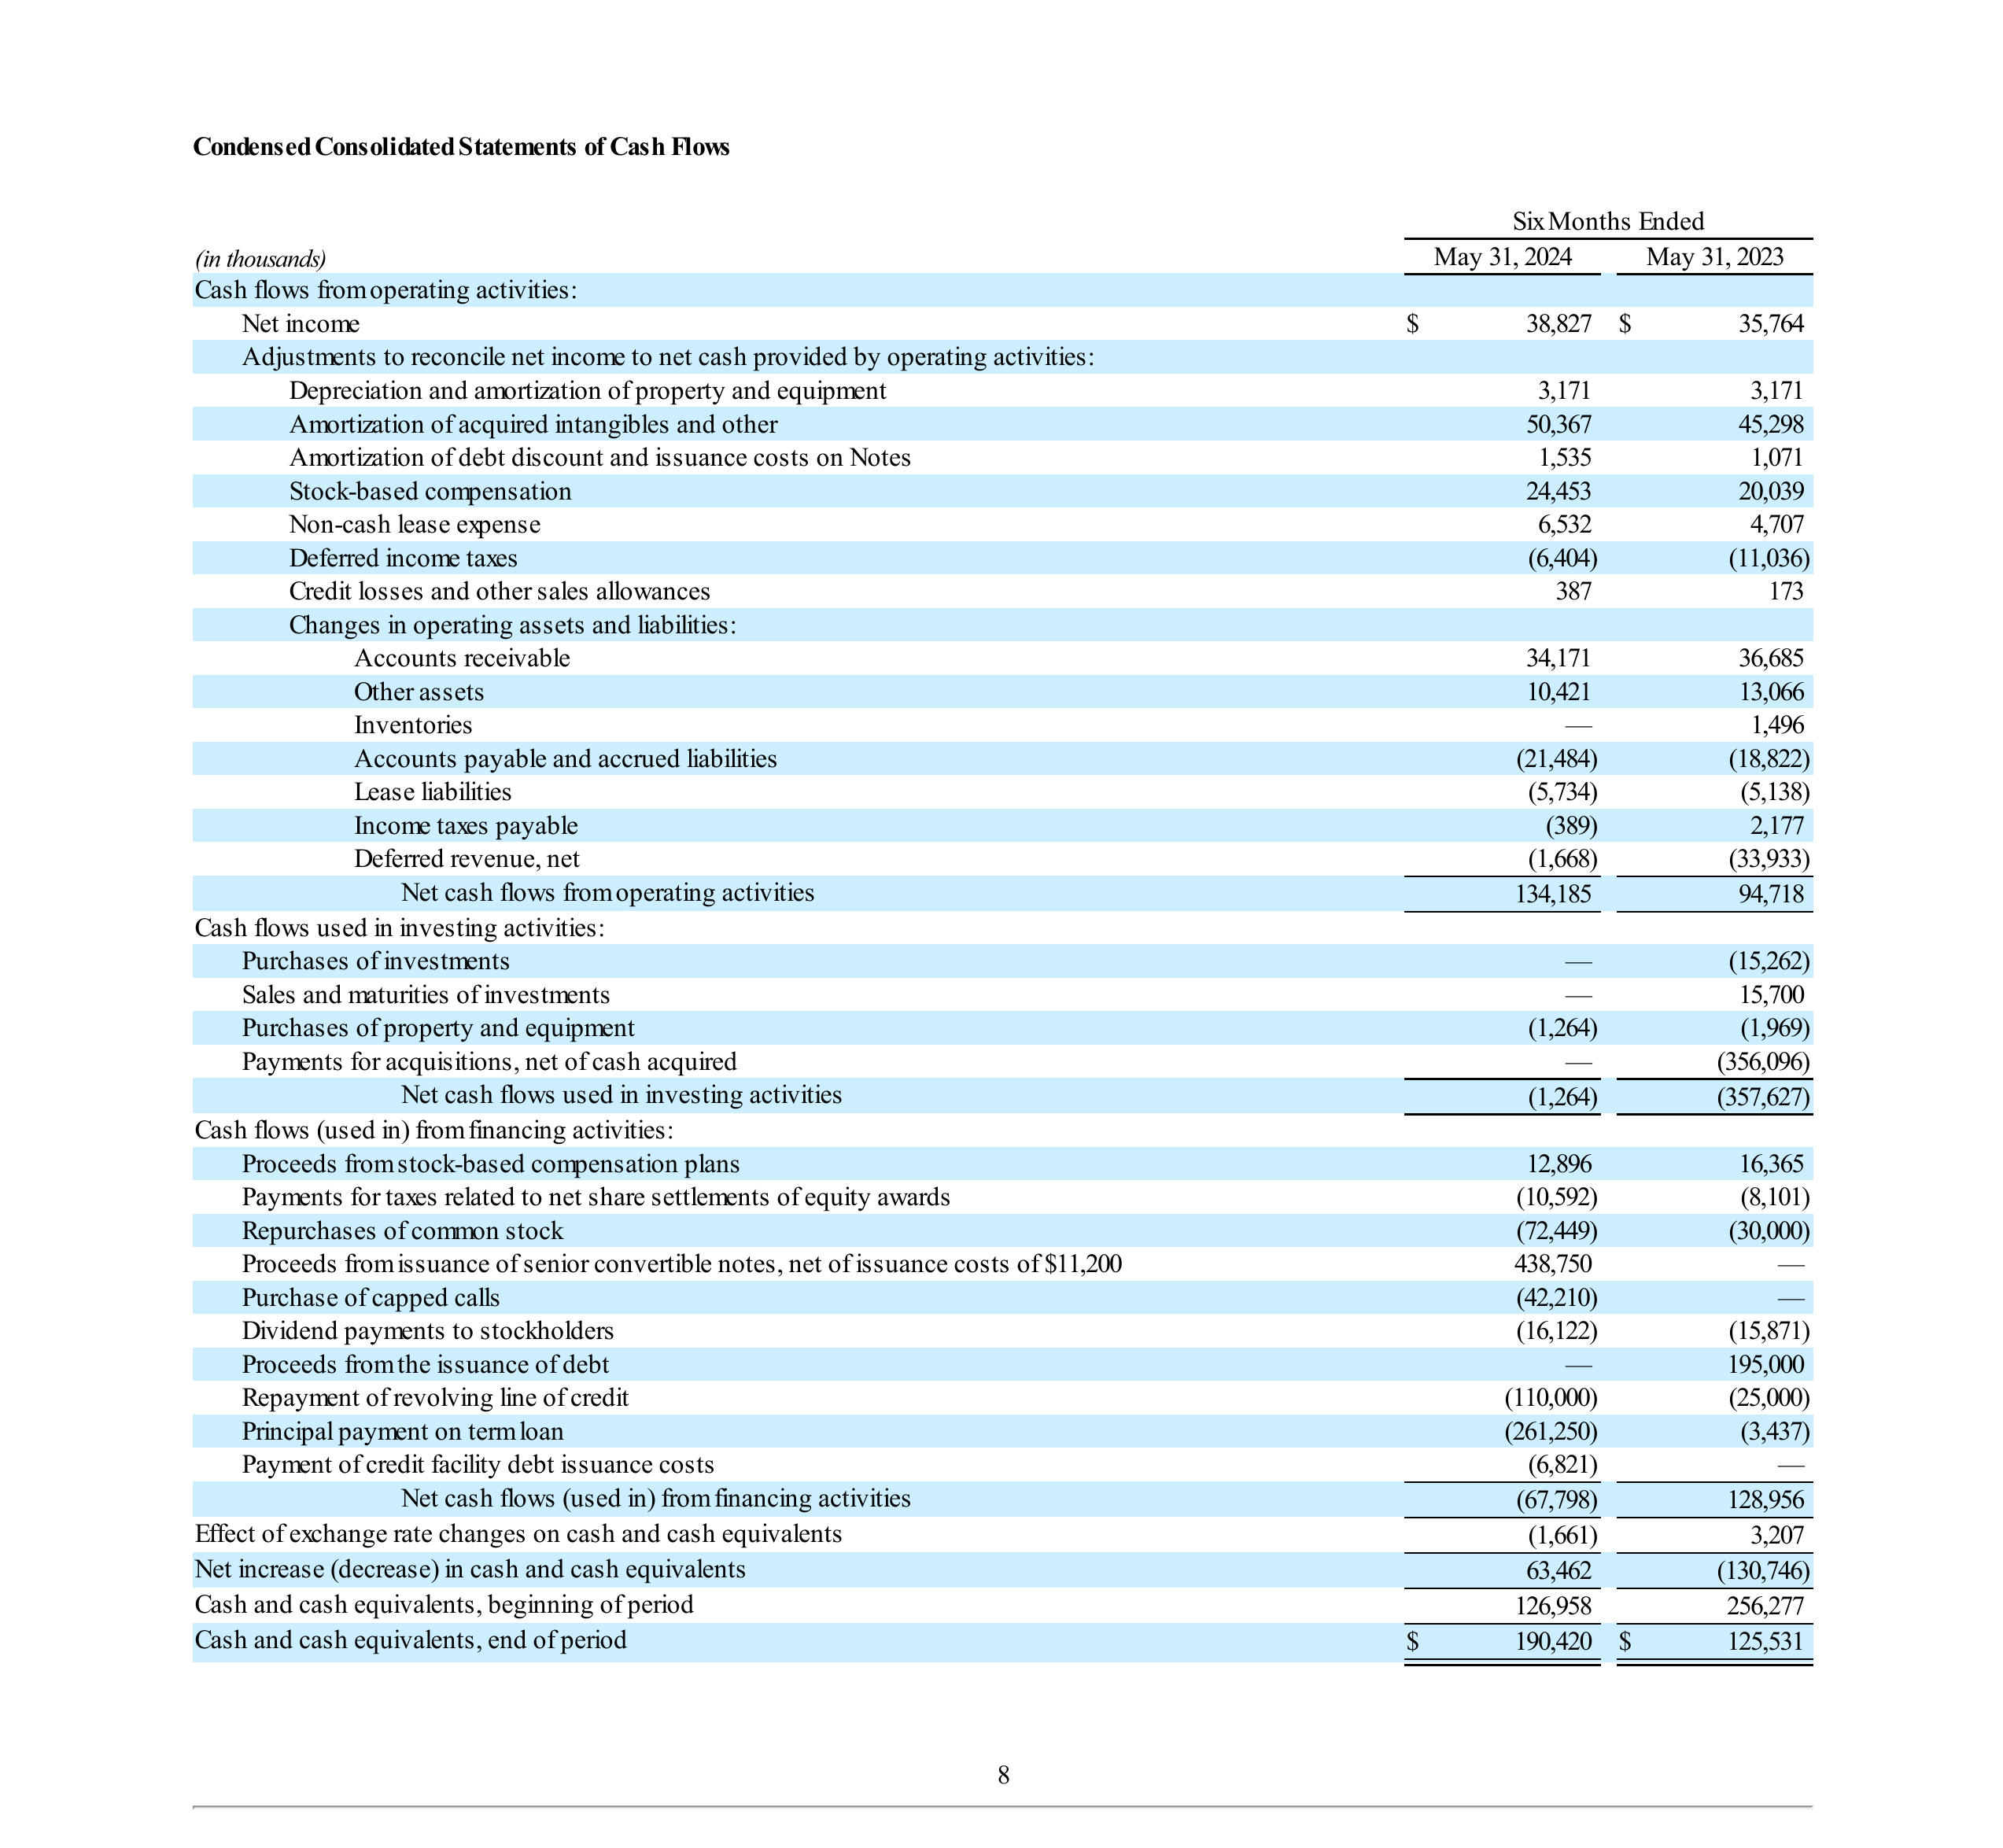 Condensed Consolidated Statements of Cash Flows
Six Months Ended
(in thousands) May 31, 2024 May 31, 2023
Cash flows from operating activities:
Net income $ 38,827 $ 35,764
Adjustments to reconcile net income to net cash provided by operating activities:
Depreciation and amortization of property and equipment 3,171 3,171
Amortization of acquired intangibles and other 50,367 45,298
Amortization of debt discount and issuance costs on Notes 1,535 1,071
Stock-based compensation 24,453 20,039
Non-cash lease expense 6,532 4,707
Deferred income taxes (6,404) (11,036)
Credit losses and other sales allowances 387 173
Changes in operating assets and liabilities:
Accounts receivable 34,171 36,685
Other assets 10,421 13,066
Inventories — 1,496
Accounts payable and accrued liabilities (21,484) (18,822)
Lease liabilities (5,734) (5,138)
Income taxes payable (389) 2,177
Deferred revenue, net (1,668) (33,933)
Net cash flows from operating activities 134,185 94,718
Cash flows used in investing activities:
Purchases of investments — (15,262)
Sales and maturities of investments — 15,700
Purchases of property and equipment (1,264) (1,969)
Payments for acquisitions, net of cash acquired — (356,096)
Net cash flows used in investing activities (1,264) (357,627)
Cash flows (used in) from financing activities:
Proceeds from stock-based compensation plans 12,896 16,365
Payments for taxes related to net share settlements of equity awards (10,592) (8,101)
Repurchases of common stock (72,449) (30,000)
Proceeds from issuance of senior convertible notes, net of issuance costs of $11,200 438,750 —
Purchase of capped calls (42,210) —
Dividend payments to stockholders (16,122) (15,871)
Proceeds from the issuance of debt — 195,000
Repayment of revolving line of credit (110,000) (25,000)
Principal payment on term loan (261,250) (3,437)
Payment of credit facility debt issuance costs (6,821) —
Net cash flows (used in) from financing activities (67,798) 128,956
Effect of exchange rate changes on cash and cash equivalents (1,661) 3,207
Net increase (decrease) in cash and cash equivalents 63,462 (130,746)
Cash and cash equivalents, beginning of period 126,958 256,277
Cash and cash equivalents, end of period $ 190,420 $ 125,531
8